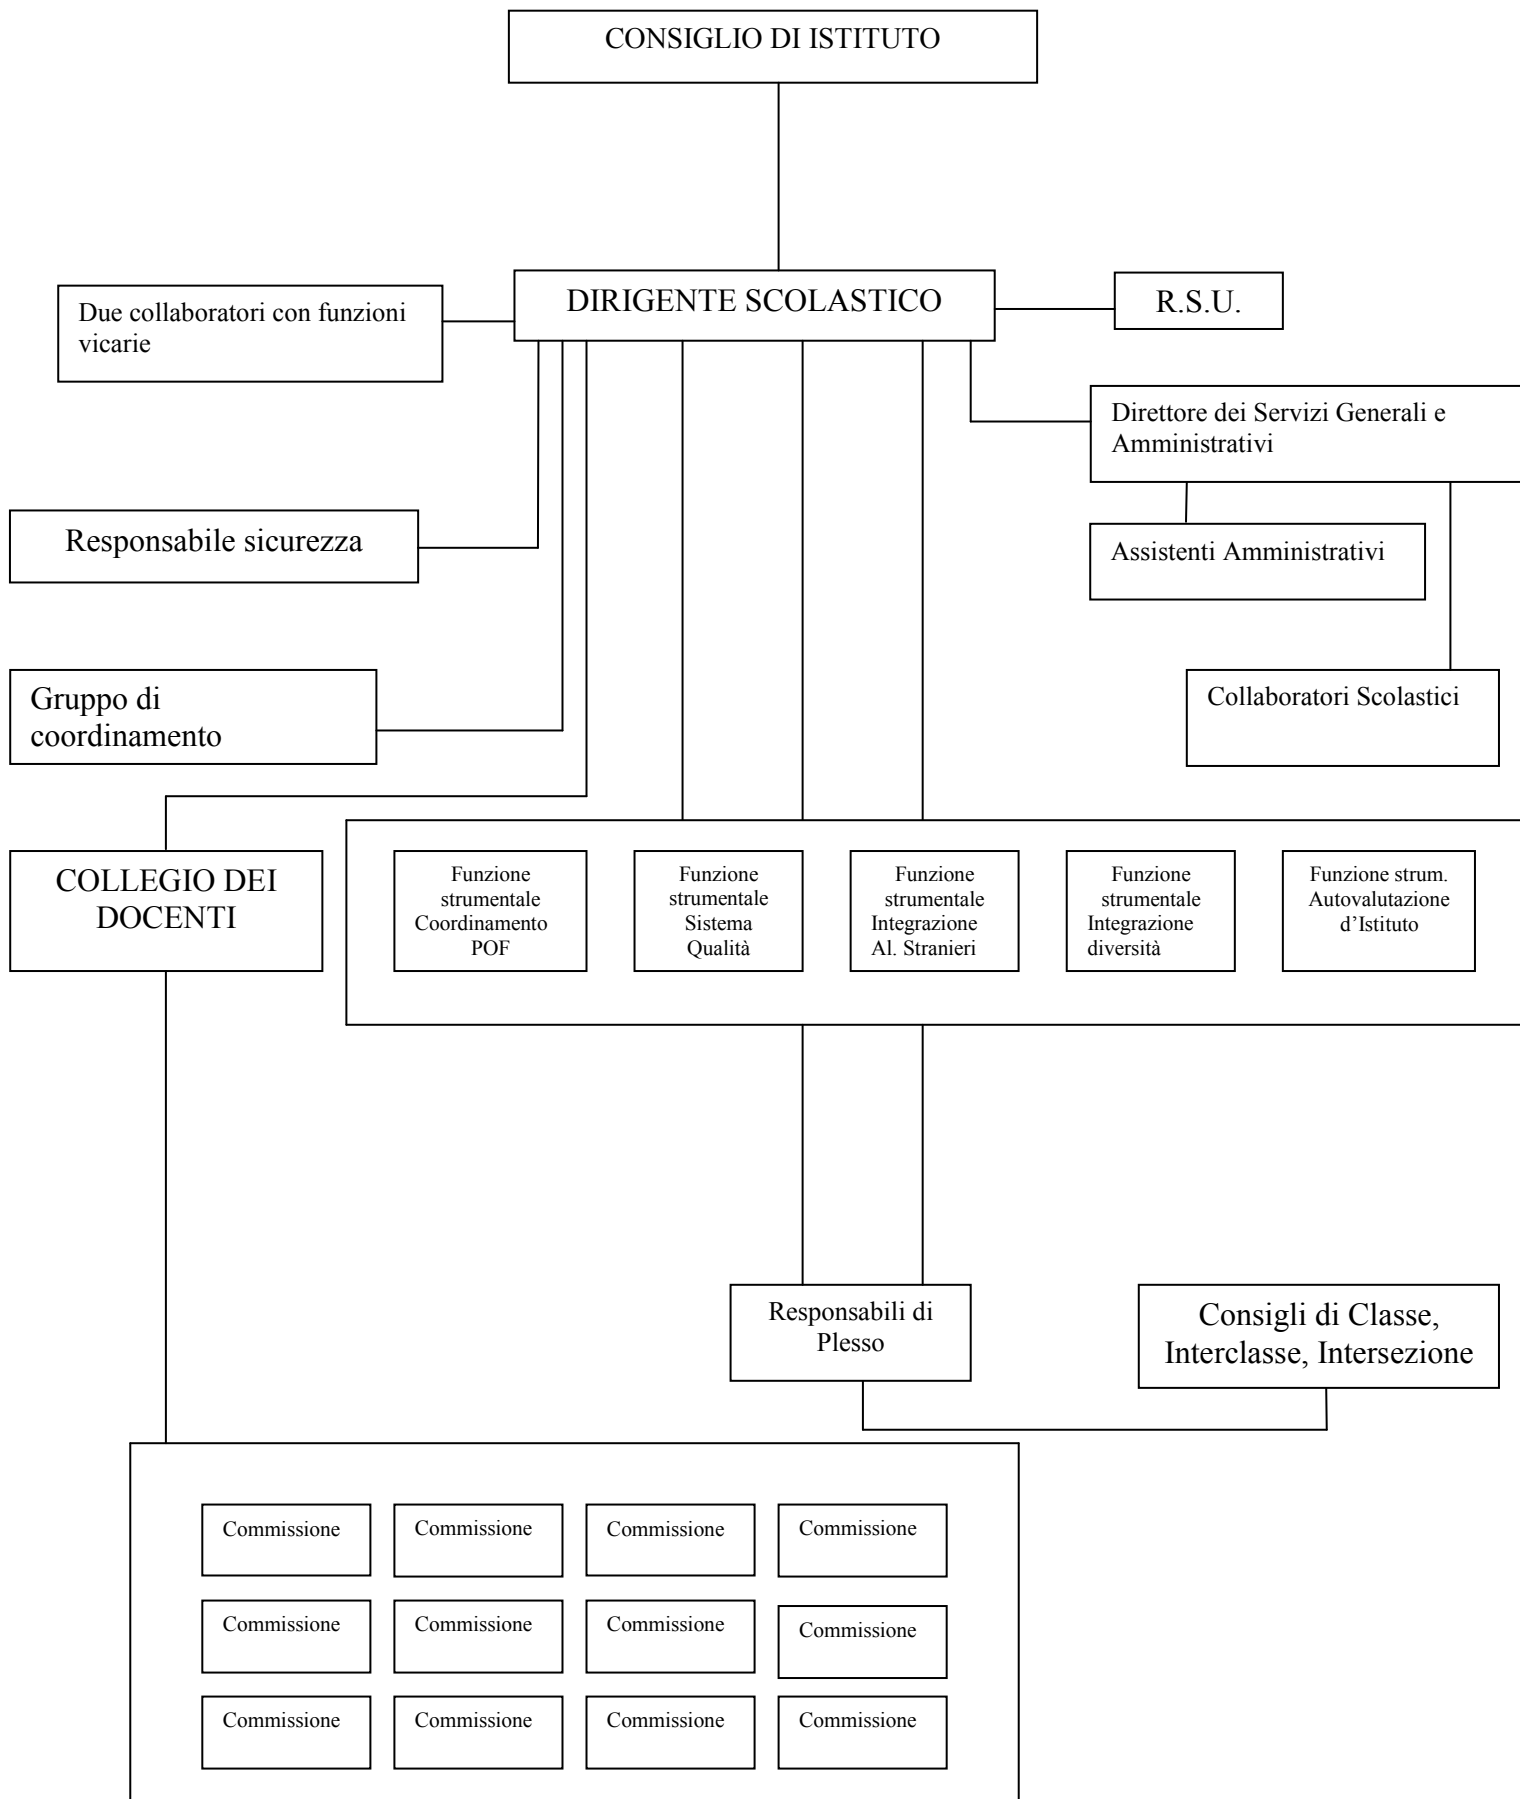 CONSIGLIO DI ISTITUTO
Due collaboratori con funzioni
vicarie
DIRIGENTE SCOLASTICO
R.S.U.
Direttore dei Servizi Generali e
Amministrativi
Responsabile sicurezza
Assistenti Amministrativi
Gruppo di
coordinamento
Collaboratori Scolastici
COLLEGIO DEI
DOCENTI
Funzione
strumentale
Coordinamento
POF
Funzione
strumentale
Sistema
Qualità
Funzione
strumentale
Integrazione
Al. Stranieri
Funzione
strumentale
Integrazione
diversità
Funzione strum.
Autovalutazione
d’Istituto
Responsabili di
Plesso
Consigli di Classe,
Interclasse, Intersezione
Commissione
Commissione
Commissione
Commissione
Commissione
Commissione
Commissione
Commissione
Commissione
Commissione
Commissione
Commissione